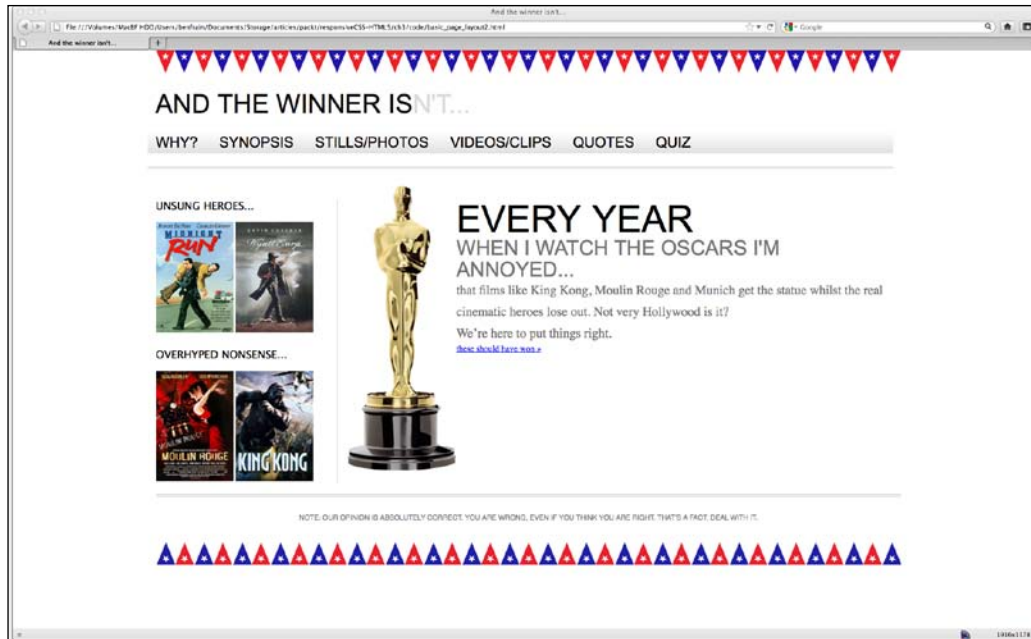 And the winner isn't...
Google
And the winner isn't...
AND THE WINNER ISN'T...
WHY? SYNOPSIS STILLS/PHOTOS VIDEOS/CLIPS QUOTES QUIZ
UNSUNG HEROES...
MIDNIGHT
RUN
Wyatt Earp
OVERHYPED NONSENSE...
MOULIN ROUGE
KING KONG
EVERY YEAR
WHEN I WATCH THE OSCARS I'M
ANNOYED...
that films like King Kong, Moulin Rouge and Munich get the statue whilst the real
cinematic heroes lose out. Not very Hollywood is it?
We're here to put things right.
these should have won »
NOTE: OUR OPINION IS ABSOLUTELY CORRECT. YOU ARE WRONG, EVEN IF YOU THINK YOU ARE RIGHT. THAT'S A FACT. DEAL WITH IT.